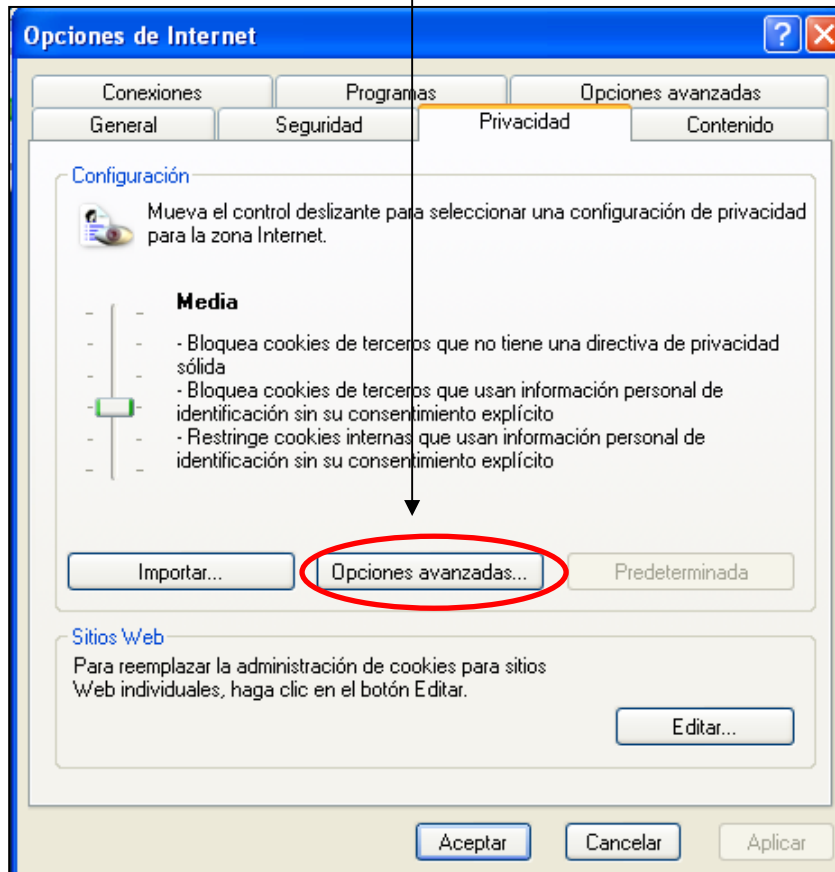 Opciones de Internet
Conexiones Programas Opciones avanzadas
General Seguridad Privacidad Contenido
Configuración
Mueva el control deslizante para seleccionar una configuración de privacidad
para la zona Internet.
Media
- Bloquea cookies de terceros que no tiene una directiva de privacidad
sólida
- Bloquea cookies de terceros que usan información personal de
identificación sin su consentimiento explícito
- Restringe cookies internas que usan información personal de
identificación sin su consentimiento explícito
Importar... Opciones avanzadas... Predeterminada
Sitios Web
Para reemplazar la administración de cookies para sitios
Web individuales, haga clic en el botón Editar.
Editar...
Aceptar Cancelar Aplicar